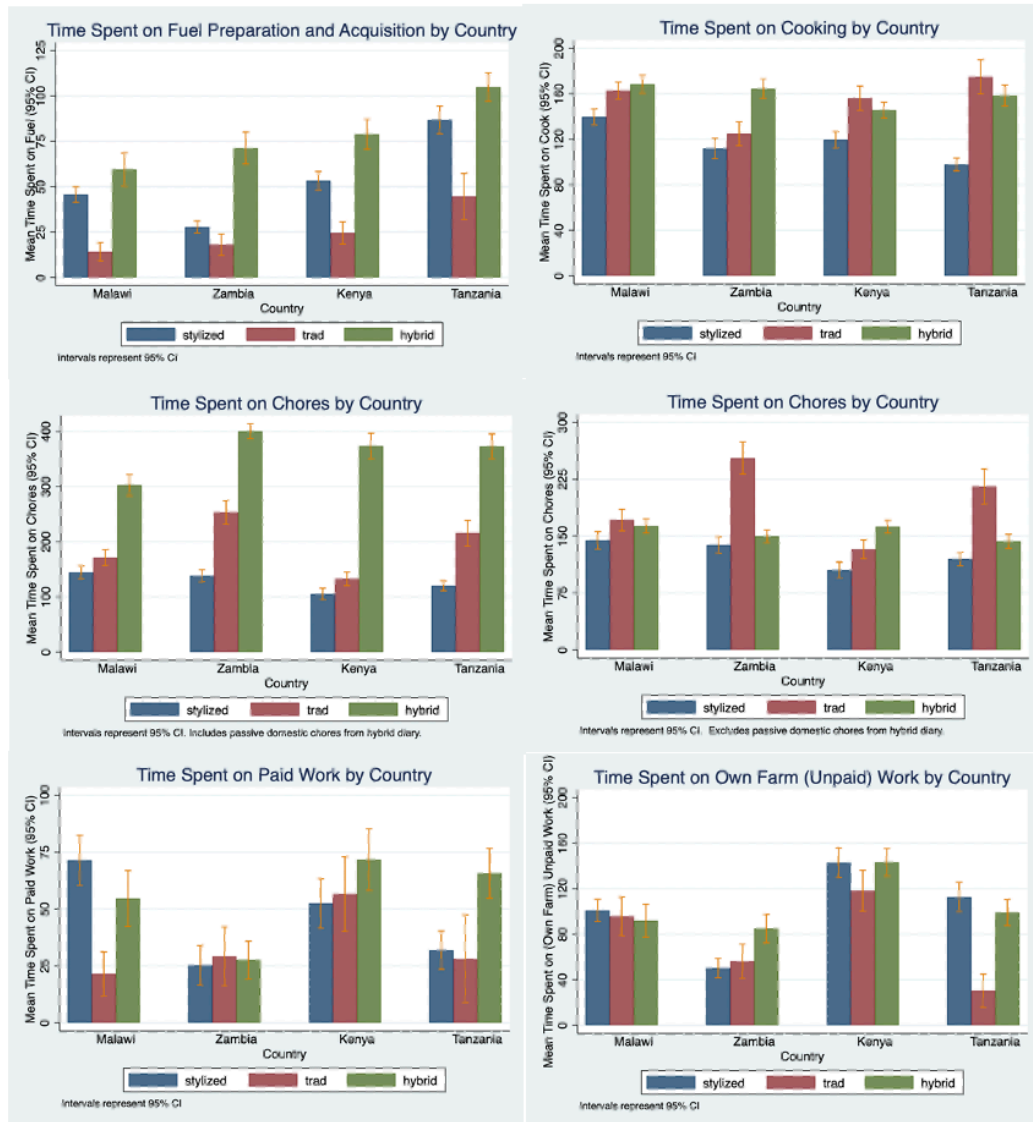 Time Spent on Fuel Preparation and Acquisition by Country
Mean Time Spent on Fuel (95% CI)
125
100
75
50
25
0
Malawi Zambia Kenya Tanzania
Country
stylized trad hybrid
Intervals represent 95% CI
Time Spent on Cooking by Country
Mean Time Spent on Cook (95% CI)
200
160
120
80
40
0
Malawi Zambia Kenya Tanzania
Country
stylized trad hybrid
Intervals represent 95% CI
Time Spent on Chores by Country
Mean Time Spent on Chores (95% CI)
400
300
200
100
0
Malawi Zambia Kenya Tanzania
Country
stylized trad hybrid
Intervals represent 95% CI. Includes passive domestic chores from hybrid diary.
Time Spent on Chores by Country
Mean Time Spent on Chores (95% CI)
300
225
150
75
0
Malawi Zambia Kenya Tanzania
Country
stylized trad hybrid
Intervals represent 95% CI. Excludes passive domestic chores from hybrid diary.
Time Spent on Paid Work by Country
Mean Time Spent on Paid Work (95% CI)
100
75
50
25
0
Malawi Zambia Kenya Tanzania
Country
stylized trad hybrid
Intervals represent 95% CI
Time Spent on Own Farm (Unpaid) Work by Country
Mean Time Spent on (Own Farm) Unpaid Work (95% CI)
200
160
120
80
40
0
Malawi Zambia Kenya Tanzania
Country
stylized trad hybrid
Intervals represent 95% CI